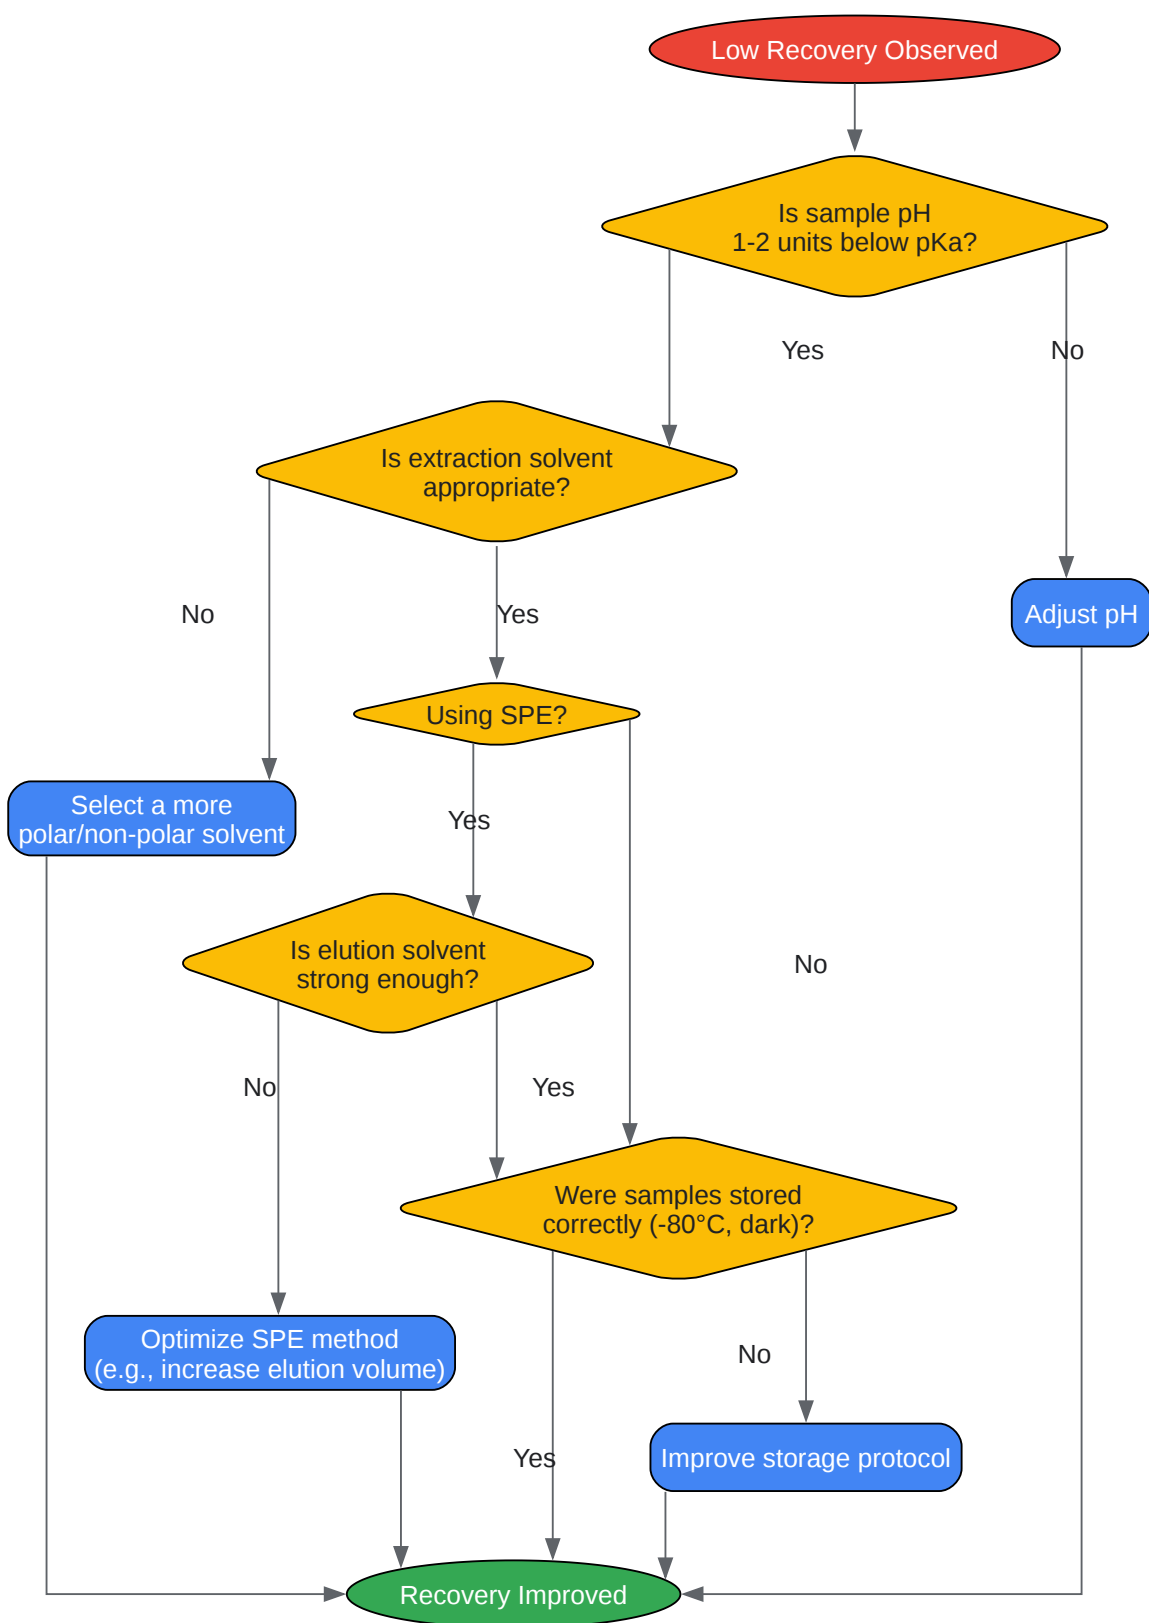 Low Recovery Observed
Is sample pH
1-2 units below pKa?
Yes
No
Is extraction solvent
appropriate?
No
Yes
Adjust pH
Using SPE?
Select a more
polar/non-polar solvent
Yes
Is elution solvent
strong enough?
No
No
Yes
Were samples stored
correctly (-80°C, dark)?
Optimize SPE method
(e.g., increase elution volume)
No
Yes
Improve storage protocol
Recovery Improved